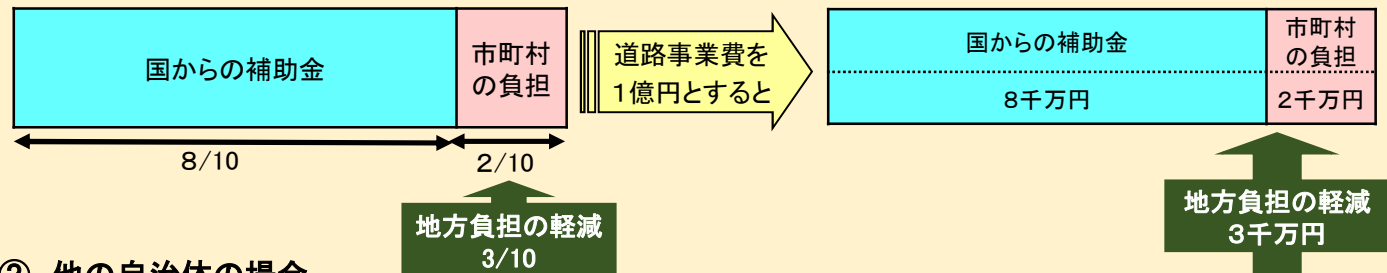 国からの補助金
市町村
の負担
道路事業費を
1億円とすると
国からの補助金
市町村
の負担
8千万円
2千万円
8/10
2/10
地方負担の軽減
3/10
地方負担の軽減
3千万円
② 他の自治体の場合